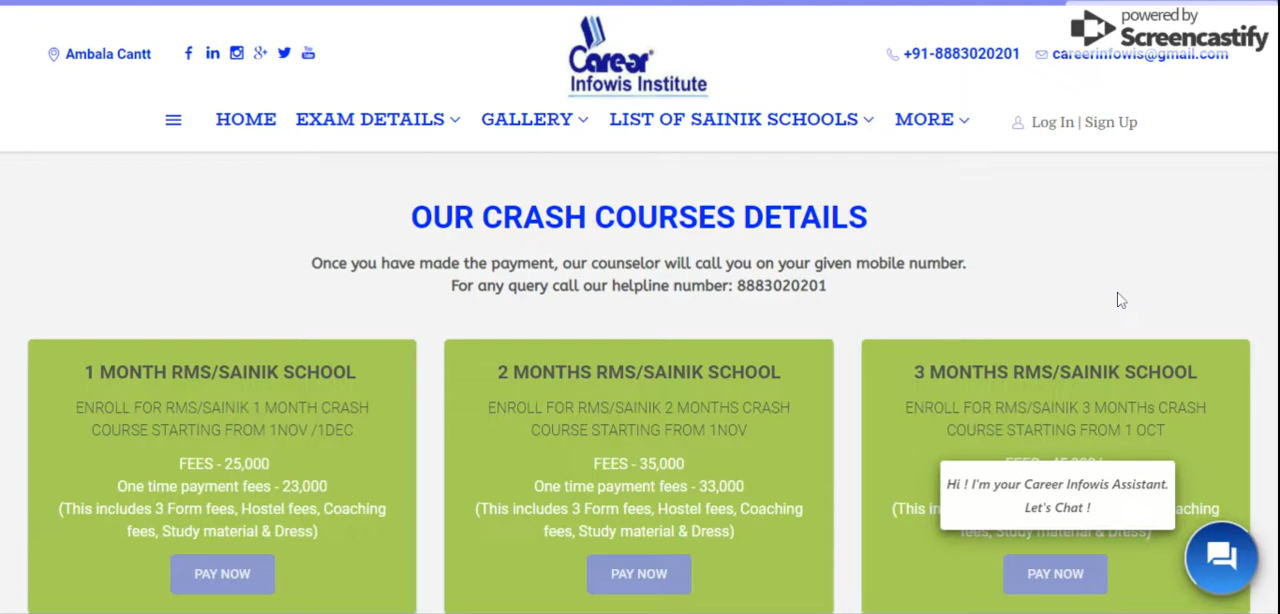 powered by
Screencastify
Ambala Cantt
+91-8883020201
careerinfowis@gmail.com
Infowis Institute
HOME
EXAM DETAILS
GALLERY
LIST OF SAINIK SCHOOLS
MORE
Log In | Sign Up
OUR CRASH COURSES DETAILS
Once you have made the payment, our counselor will call you on your given mobile number.
For any query call our helpline number: 8883020201
1 MONTH RMS/SAINIK SCHOOL
ENROLL FOR RMS/SAINIK 1 MONTH CRASH
COURSE STARTING FROM 1NOV /1DEC
FEES - 25,000
One time payment fees - 23,000
(This includes 3 Form fees, Hostel fees, Coaching
fees, Study material & Dress)
PAY NOW
2 MONTHS RMS/SAINIK SCHOOL
ENROLL FOR RMS/SAINIK 2 MONTHS CRASH
COURSE STARTING FROM 1NOV
FEES - 35,000
One time payment fees - 33,000
(This includes 3 Form fees, Hostel fees, Coaching
fees, Study material & Dress)
PAY NOW
3 MONTHS RMS/SAINIK SCHOOL
ENROLL FOR RMS/SAINIK 3 MONTHs CRASH
COURSE STARTING FROM 1 OCT
Hi ! I'm your Career Infowis Assistant.
Let's Chat !
(This
fees, Study material & Dress)
PAY NOW